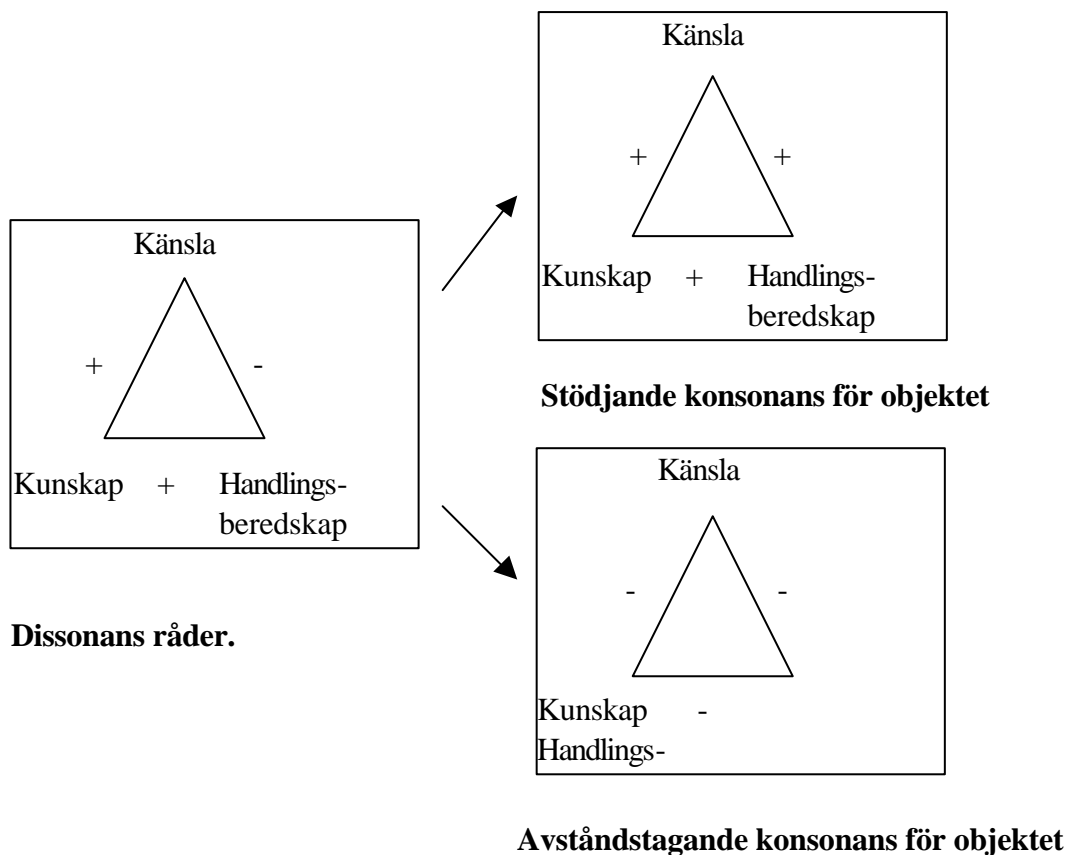 Känsla
+ -
Kunskap + Handlings-
beredskap
Dissonans råder.
Känsla
+ +
Kunskap + Handlings-
beredskap
Stödjande konsonans för objektet
Känsla
- -
Kunskap -
Handlings-
Avståndstagande konsonans för objektet